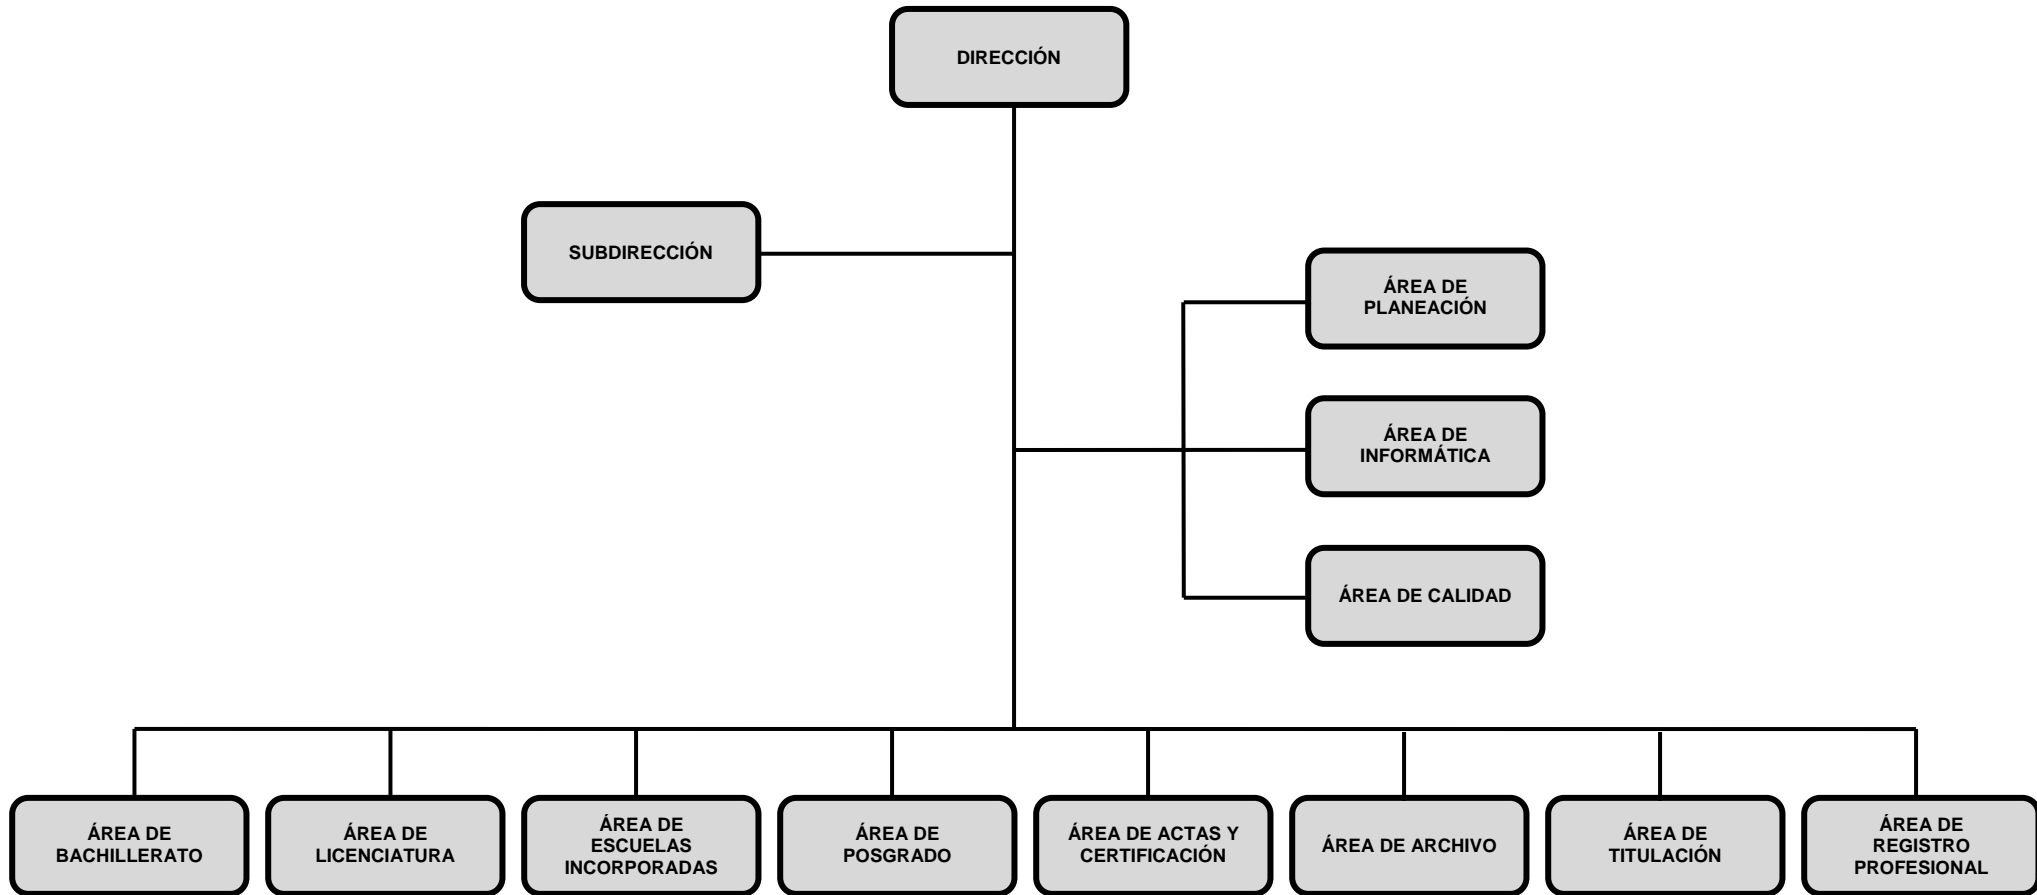 DIRECCIÓN
SUBDIRECCIÓN
ÁREA DE
PLANEACIÓN
ÁREA DE
INFORMÁTICA
ÁREA DE CALIDAD
ÁREA DE
BACHILLERATO
ÁREA DE
LICENCIATURA
ÁREA DE
ESCUELAS
INCORPORADAS
ÁREA DE
POSGRADO
ÁREA DE ACTAS Y
CERTIFICACIÓN
ÁREA DE ARCHIVO
ÁREA DE
TITULACIÓN
ÁREA DE
REGISTRO
PROFESIONAL